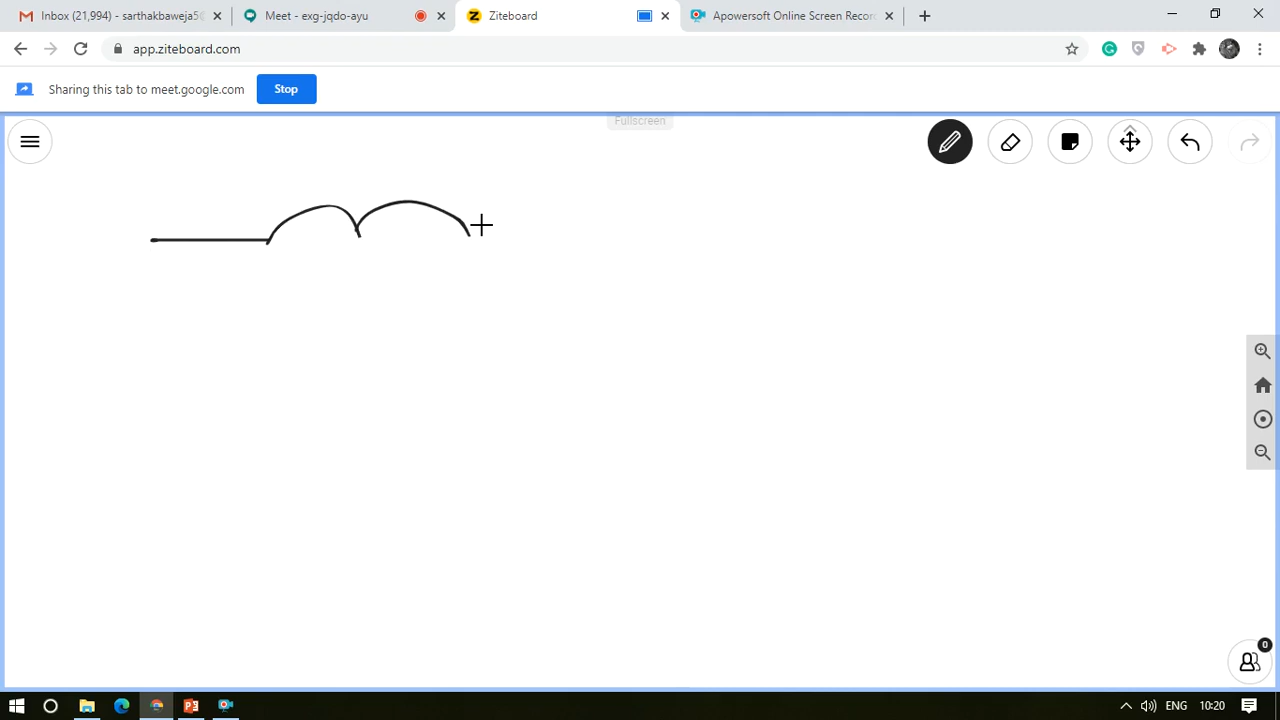 Inbox (21,994) - sarthakbaweja5
Meet - exg-jqdo-ayu
Ziteboard
Apowersoft Online Screen Recor
app.ziteboard.com
Sharing this tab to meet.google.com
Stop
Fullscreen
0
ENG
10:20